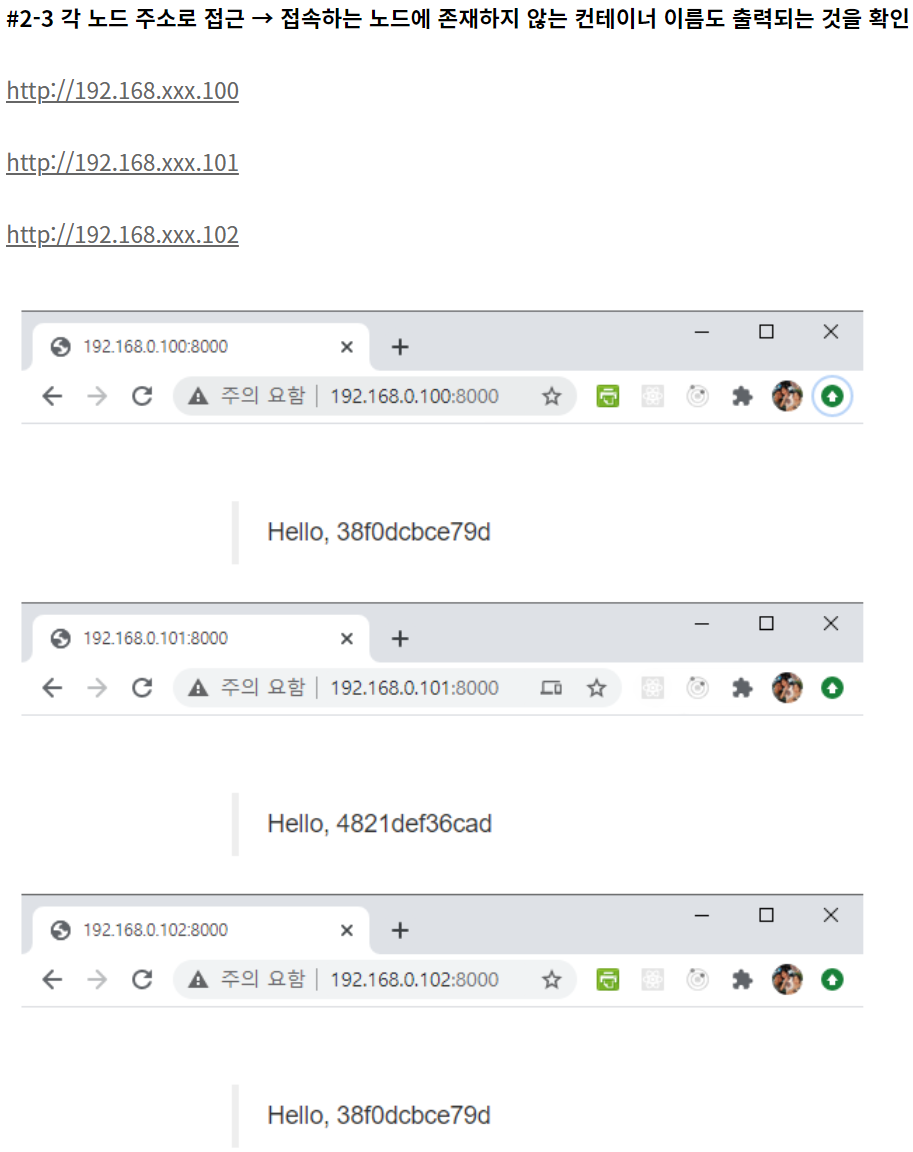 #2-3 각 노드 주소로 접근 → 접속하는 노드에 존재하지 않는 컨테이너 이름도 출력되는 것을 확인
http://192.168.xxx.100
http://192.168.xxx.101
http://192.168.xxx.102
192.168.0.100:8000
주의 요함 | 192.168.0.100:8000
Hello, 38f0dcbce79d
192.168.0.101:8000
주의 요함 | 192.168.0.101:8000
Hello, 4821def36cad
192.168.0.102:8000
주의 요함 | 192.168.0.102:8000
Hello, 38f0dcbce79d